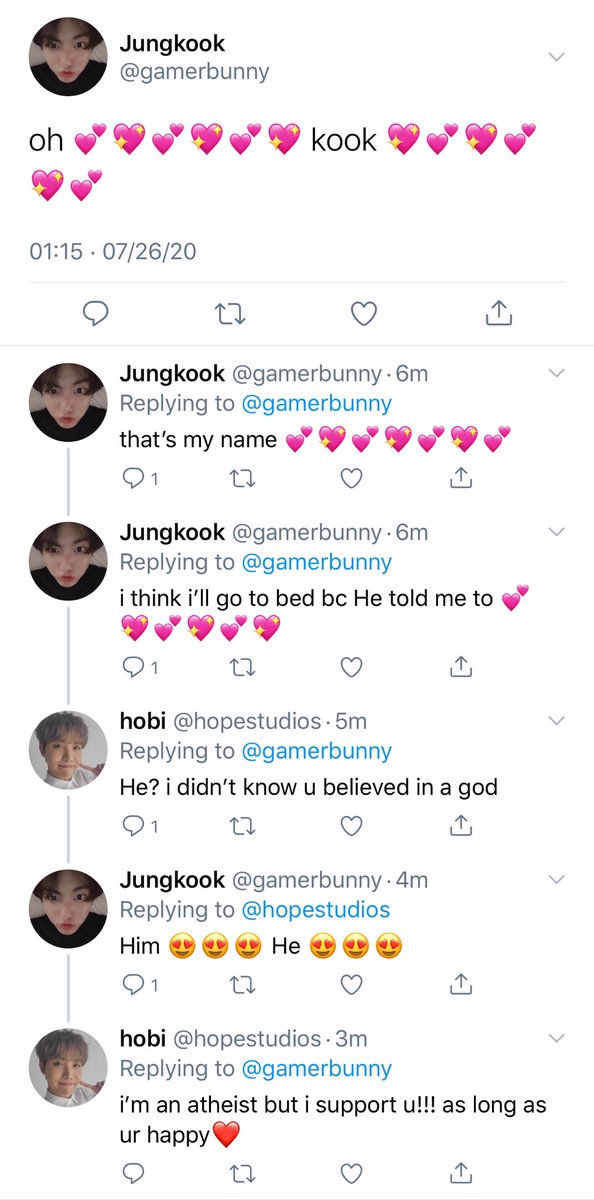 Jungkook
@gamerbunny
oh 💕💖💕💖💕💖 kook 💖💕💖💕
💖💕
01:15 · 07/26/20
Jungkook @gamerbunny · 6m
Replying to @gamerbunny
that’s my name 💕💖💕💖💕💖💕
1
Jungkook @gamerbunny · 6m
Replying to @gamerbunny
i think i’ll go to bed bc He told me to 💕
💖💕💖💕💖
1
hobi @hopestudios · 5m
Replying to @gamerbunny
He? i didn’t know u believed in a god
1
Jungkook @gamerbunny · 4m
Replying to @hopestudios
Him 😍😍😍 He 😍😍😍
1
hobi @hopestudios · 3m
Replying to @gamerbunny
i’m an atheist but i support u!!! as long as
ur happy❤️